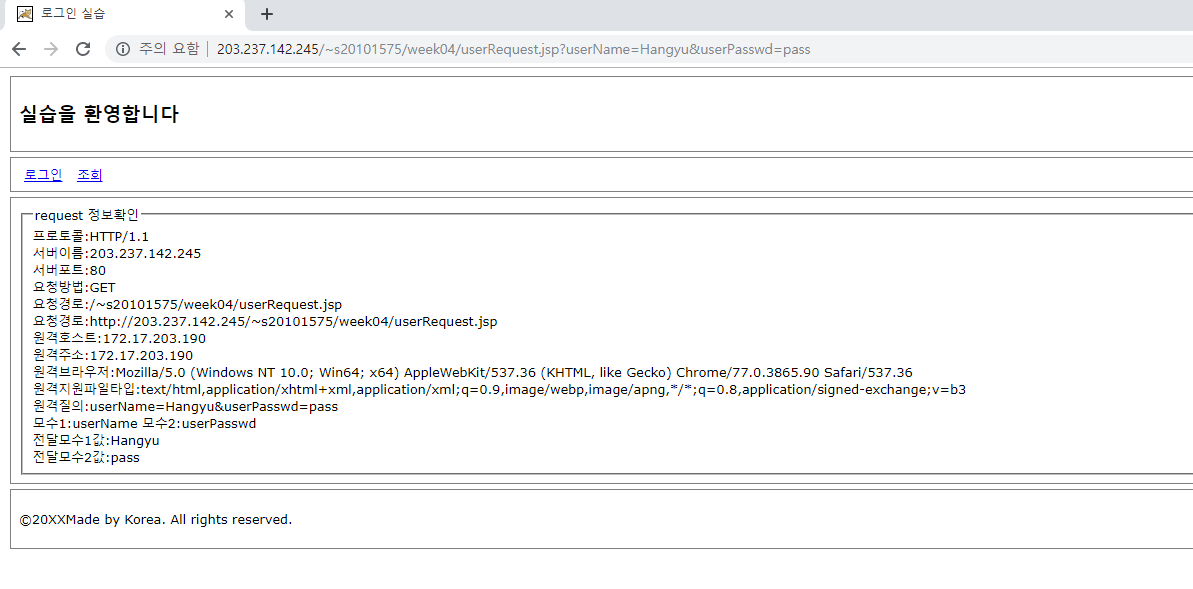 로그인 실습
주의 요함 203.237.142.245/~s20101575/week04/userRequest.jsp?userName=Hangyu&userPasswd=pass
실습을 환영합니다
로그인 조회
request 정보확인
프로토콜:HTTP/1.1
서버이름:203.237.142.245
서버포트:80
요청방법:GET
요청경로:/~s20101575/week04/userRequest.jsp
요청경로:http://203.237.142.245/~s20101575/week04/userRequest.jsp
원격호스트:172.17.203.190
원격주소:172.17.203.190
원격브라우저:Mozilla/5.0 (Windows NT 10.0; Win64; x64) AppleWebKit/537.36 (KHTML, like Gecko) Chrome/77.0.3865.90 Safari/537.36
원격지원파일타입:text/html,application/xhtml+xml,application/xml;q=0.9,image/webp,image/apng,*/*;q=0.8,application/signed-exchange;v=b3
원격질의:userName=Hangyu&userPasswd=pass
모수1:userName 모수2:userPasswd
전달모수1값:Hangyu
전달모수2값:pass
©20XXMade by Korea. All rights reserved.